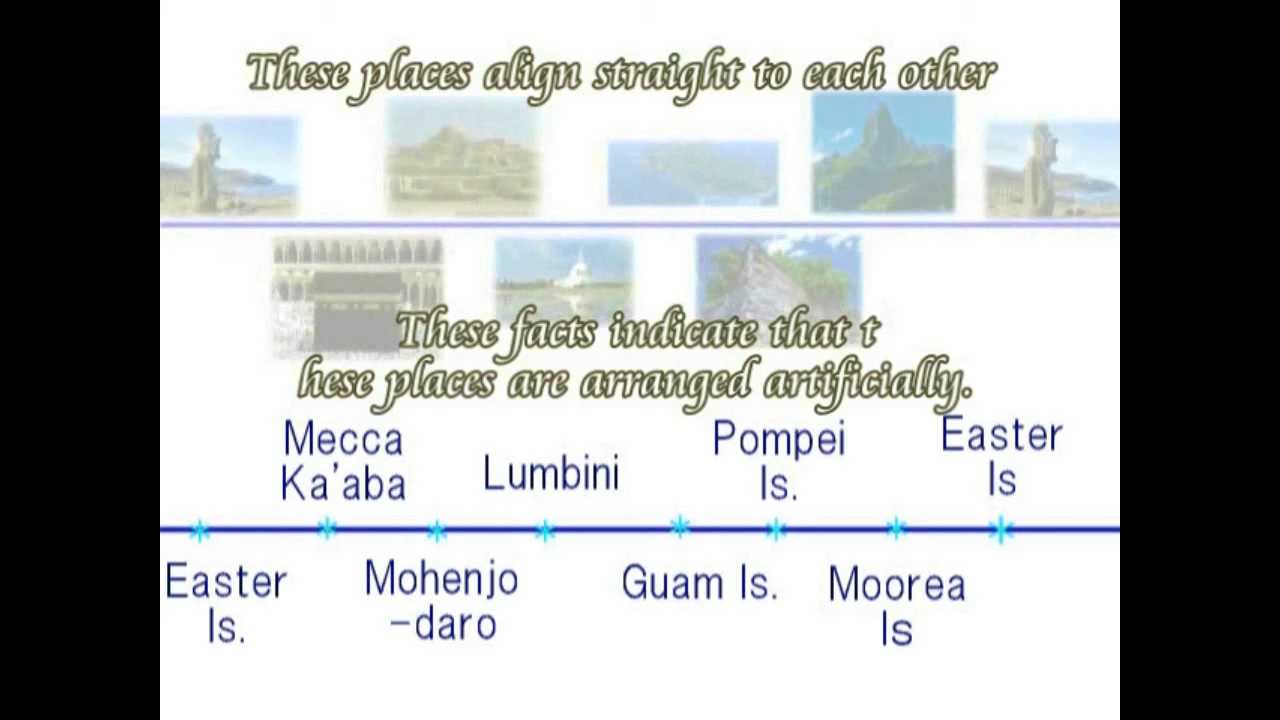 These places align straight to each other
These facts indicate that t
hese places are arranged artificially.
Mecca
Ka'aba
Lumbini
Pompei
Is.
Easter
Is
Easter
Is.
Mohenjo
-daro
Guam Is.
Moorea
Is